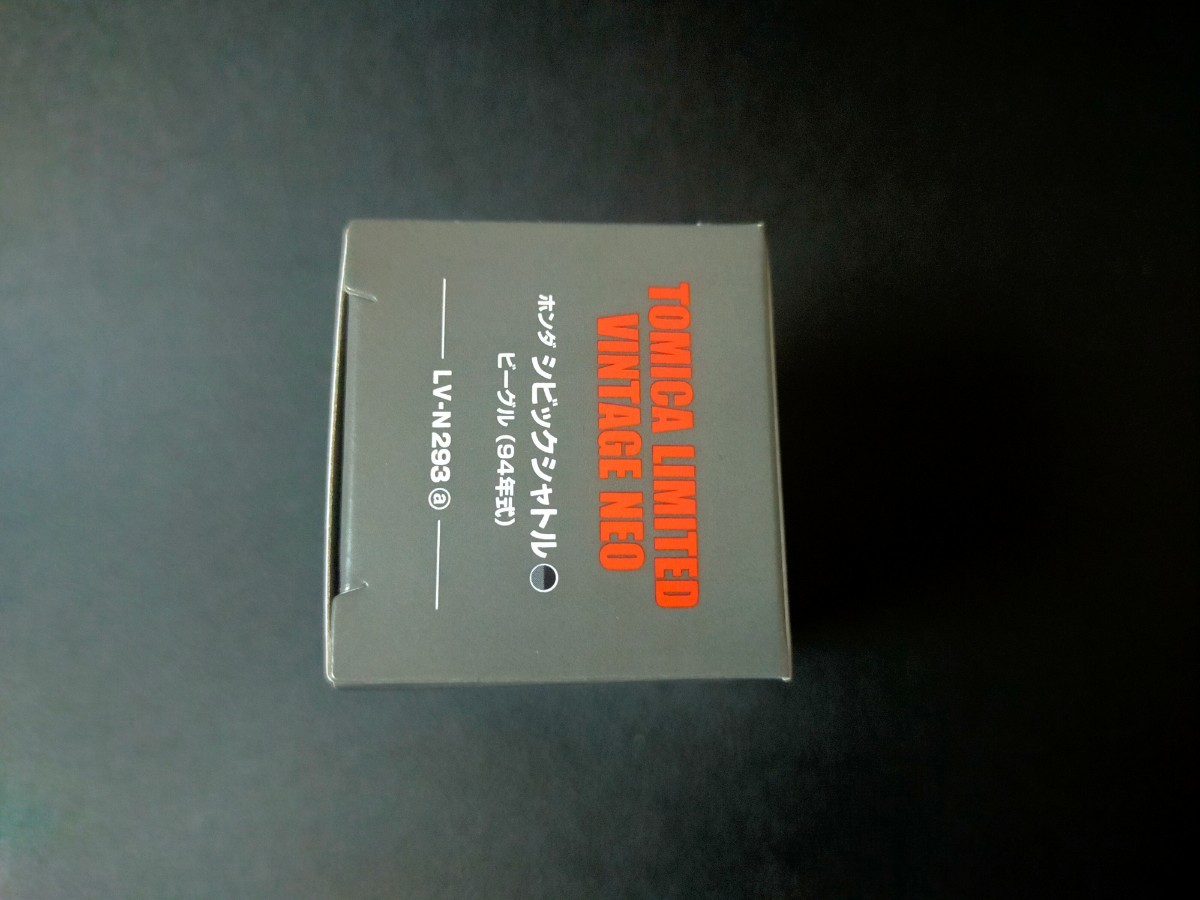 TOMICA LIMITED
VINTAGE NEO
ホンダ シビックシャトル
ビーグル (94年式)
LV-N 293 ⓐ